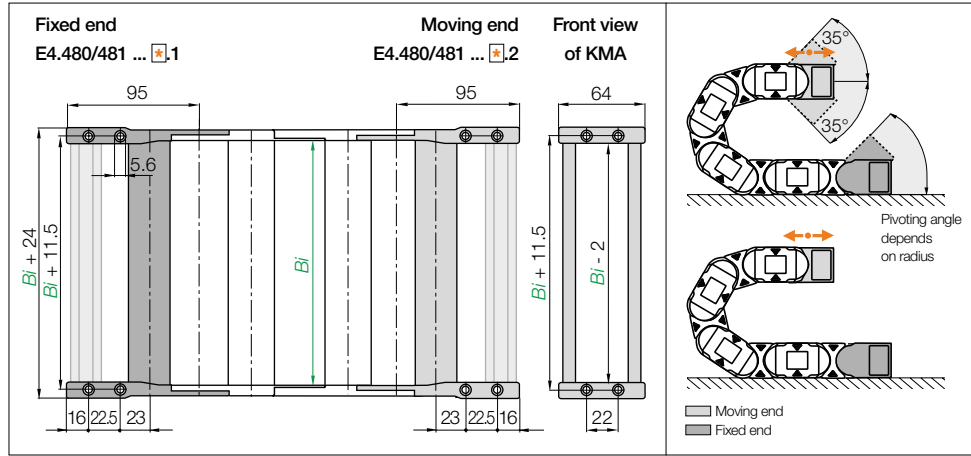 Fixed end
E4.480/481 ... *.1
Moving end
E4.480/481 ... *.2
Front view
of KMA
95
95
64
5.6
Bi + 24
Bi + 11.5
Bi
Bi + 11.5
Bi - 2
16 22.5 23
23 22.5 16
22
35°
35°
Pivoting angle
depends
on radius
Moving end
Fixed end